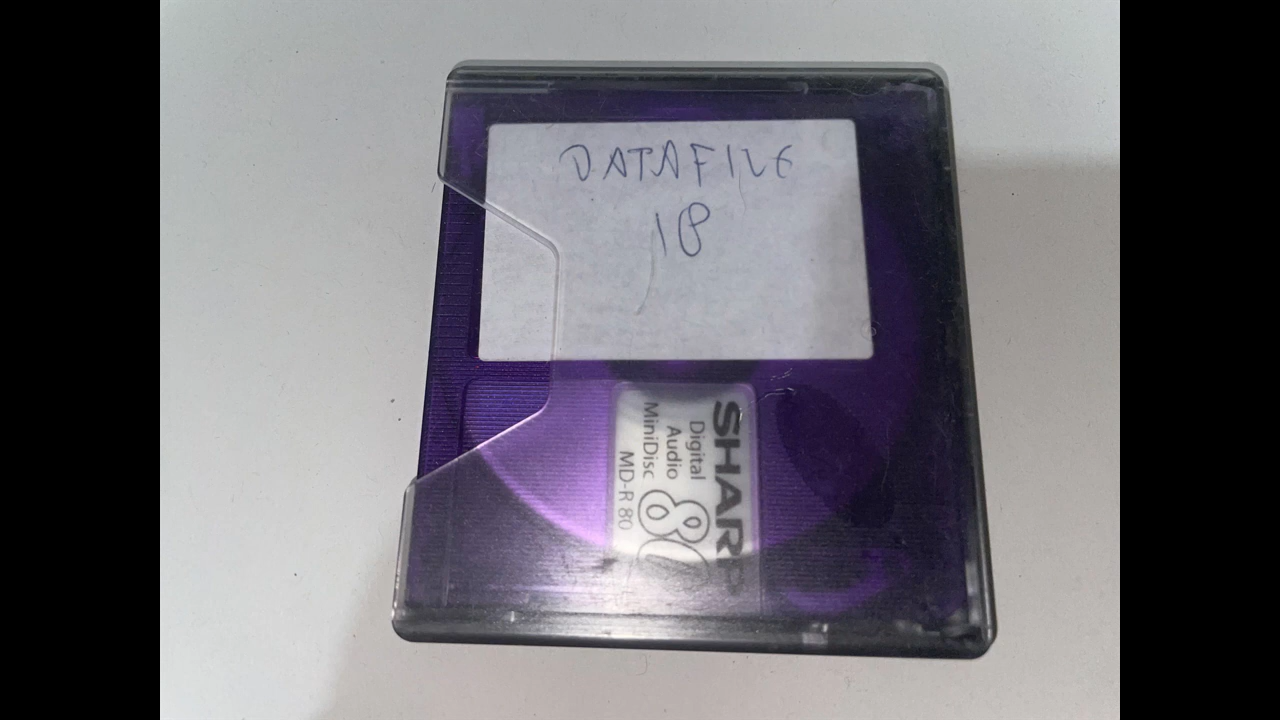 DATAFILE
18
SHARP
Digital
Audio
MiniDisc
80
MD-R 80